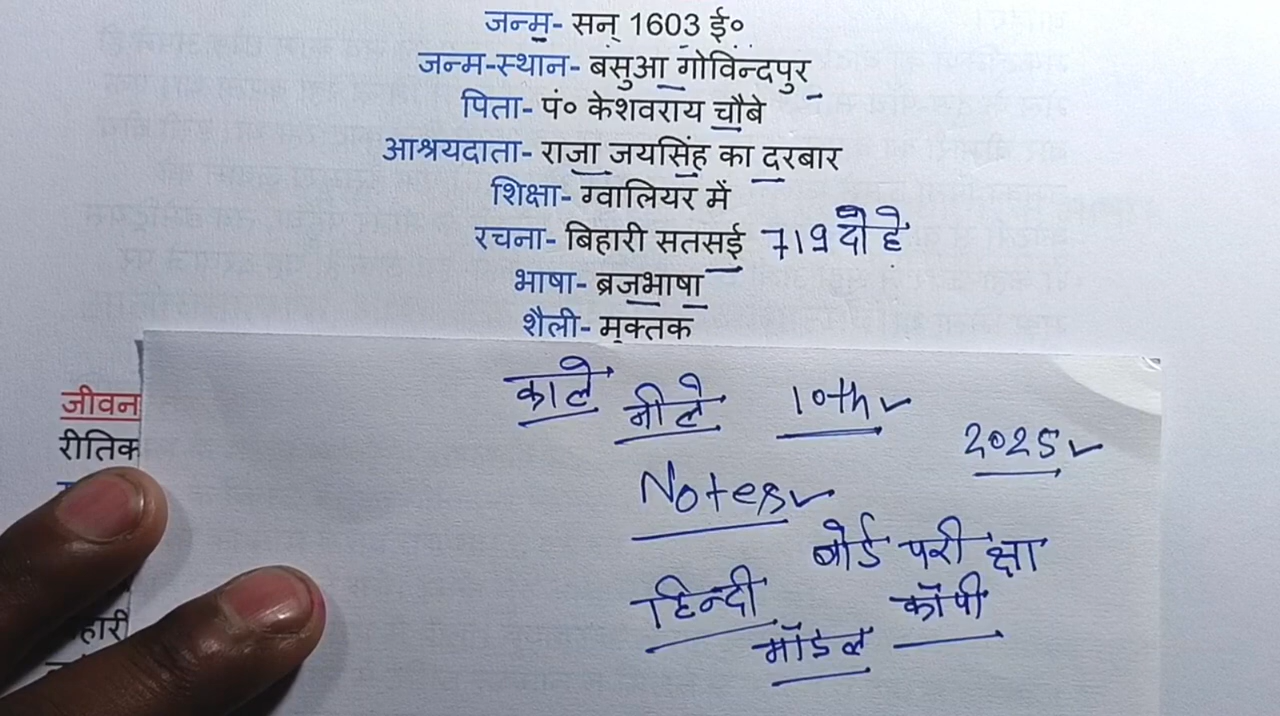 जन्म- सन् 1603 ई०
जन्म-स्थान- बसुआ गोविन्दपुर
पिता- पं० केशवराय चौबे
आश्रयदाता- राजा जयसिंह का दरबार
शिक्षा- ग्वालियर में
रचना- बिहारी सतसई 719 दोहे
भाषा- ब्रजभाषा
शैली- मुक्तक
काले नीले 10th
2025
जीवन
रीतिक
Notes
बोर्ड परीक्षा
हिन्दी कॉपी
मॉडल
हारी